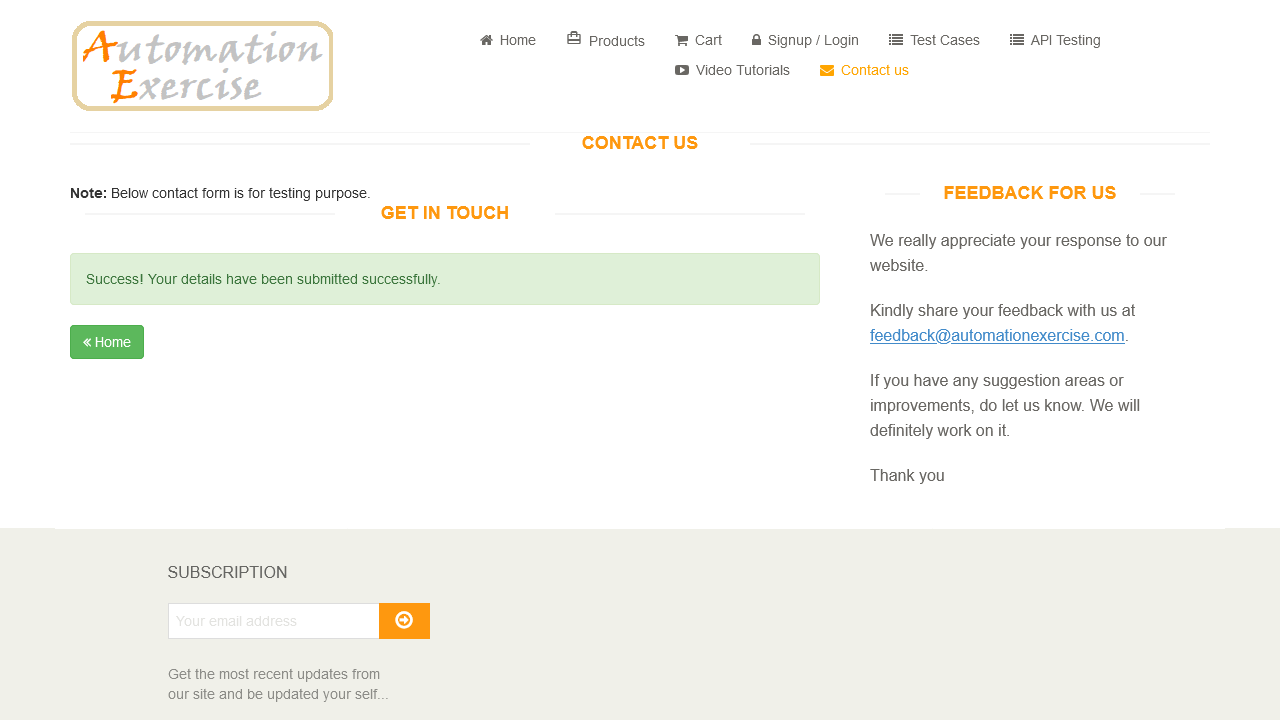 Automation
Exercise
Home
Products
Cart
Signup / Login
Test Cases
API Testing
Video Tutorials
Contact us
CONTACT US
Note: Below contact form is for testing purpose.
GET IN TOUCH
Success! Your details have been submitted successfully.
Home
FEEDBACK FOR US
We really appreciate your response to our
website.
Kindly share your feedback with us at
feedback@automationexercise.com.
If you have any suggestion areas or
improvements, do let us know. We will
definitely work on it.
Thank you
SUBSCRIPTION
Your email address
Get the most recent updates from
our site and be updated your self...